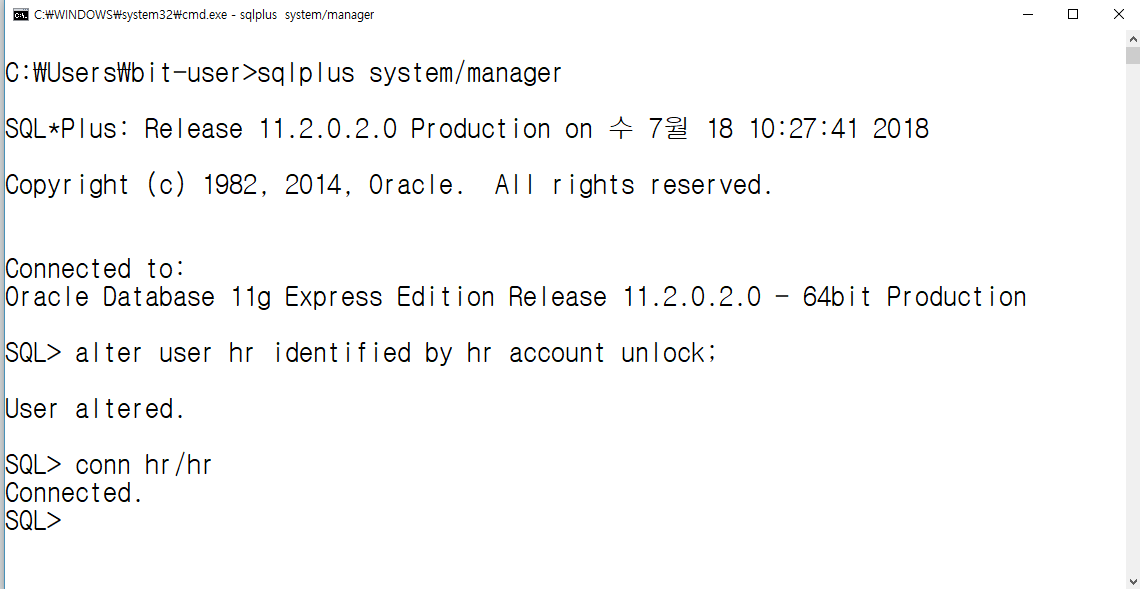 C:\WINDOWS\system32\cmd.exe - sqlplus  system/manager
C:₩Users₩bit-user>sqlplus system/manager
SQL*Plus: Release 11.2.0.2.0 Production on 수 7월 18 10:27:41 2018
Copyright (c) 1982, 2014, Oracle.  All rights reserved.
Connected to:
Oracle Database 11g Express Edition Release 11.2.0.2.0 - 64bit Production
SQL> alter user hr identified by hr account unlock;
User altered.
SQL> conn hr/hr
Connected.
SQL>